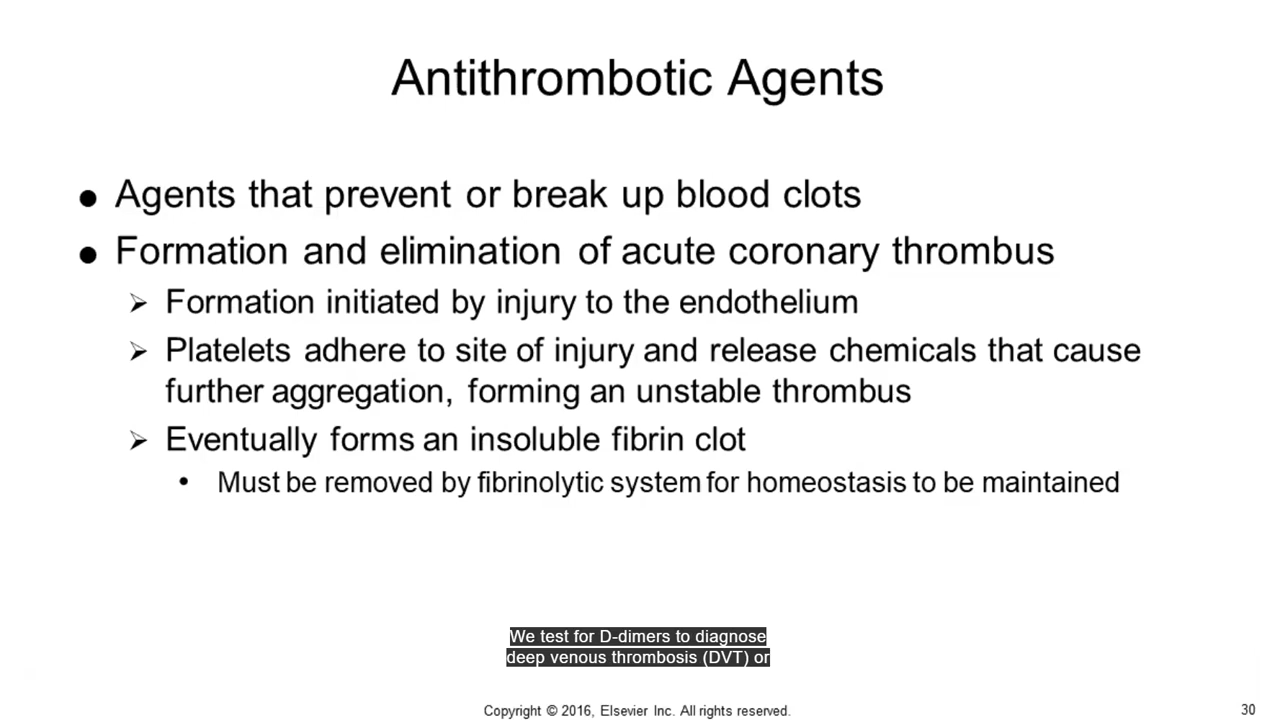 Antithrombotic Agents
● Agents that prevent or break up blood clots
● Formation and elimination of acute coronary thrombus
➢ Formation initiated by injury to the endothelium
➢ Platelets adhere to site of injury and release chemicals that cause
further aggregation, forming an unstable thrombus
➢ Eventually forms an insoluble fibrin clot
• Must be removed by fibrinolytic system for homeostasis to be maintained
We test for D-dimers to diagnose
deep venous thrombosis (DVT) or
Copyright © 2016, Elsevier Inc. All rights reserved.
30